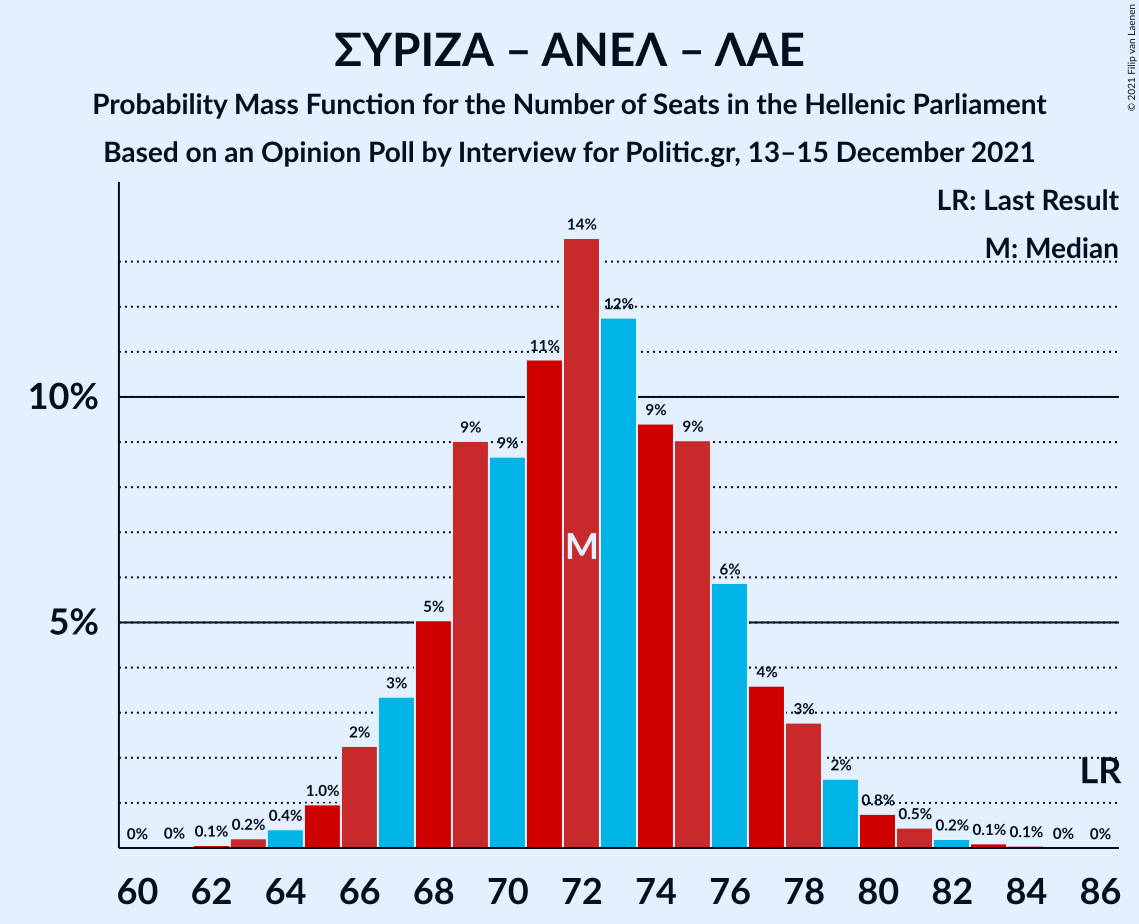 ΣΥΡΙΖΑ – ΑΝΕΛ – ΛΑΕ
Probability Mass Function for the Number of Seats in the Hellenic Parliament
Based on an Opinion Poll by Interview for Politic.gr, 13–15 December 2021
© 2021 Filip van Laenen
LR: Last Result
M: Median
10%
5%
0% 0% 0.1% 0.2% 0.4% 1.0% 2% 3% 5% 9% 9% 11% 14% 12% 9% 9% 6% 4% 3% 2% 0.8% 0.5% 0.2% 0.1% 0.1% 0% 0%
M
LR
60 62 64 66 68 70 72 74 76 78 80 82 84 86